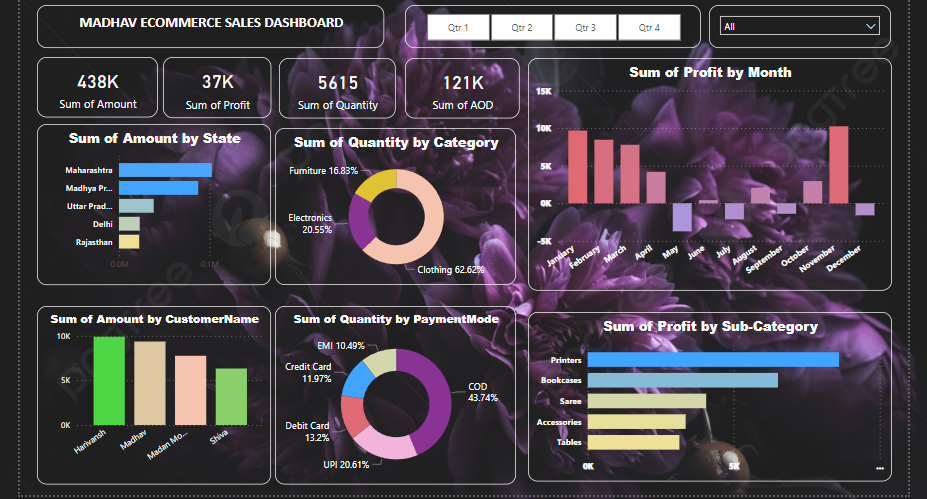 MADHAV ECOMMERCE SALES DASHBOARD
Qtr 1
Qtr 2
Qtr 3
Qtr 4
All
438K
Sum of Amount
37K
Sum of Profit
5615
Sum of Quantity
121K
Sum of AOD
Sum of Profit by Month
15K
10K
5K
0K
-5K
January
February
March
April
May
June
July
August
September
October
November
December
Sum of Amount by State
Maharashtra
Madhya Pr...
Uttar Prad...
Delhi
Rajasthan
0.0M
0.1M
Sum of Quantity by Category
Furniture 16.83%
Electronics
20.55%
Clothing 62.62%
Sum of Amount by CustomerName
10K
5K
0K
Harivansh
Madhav
Madan Mo...
Shiva
Sum of Quantity by PaymentMode
EMI 10.49%
Credit Card
11.97%
Debit Card
13.2%
UPI 20.61%
COD
43.74%
Sum of Profit by Sub-Category
Printers
Bookcases
Saree
Accessories
Tables
0K
5K
...